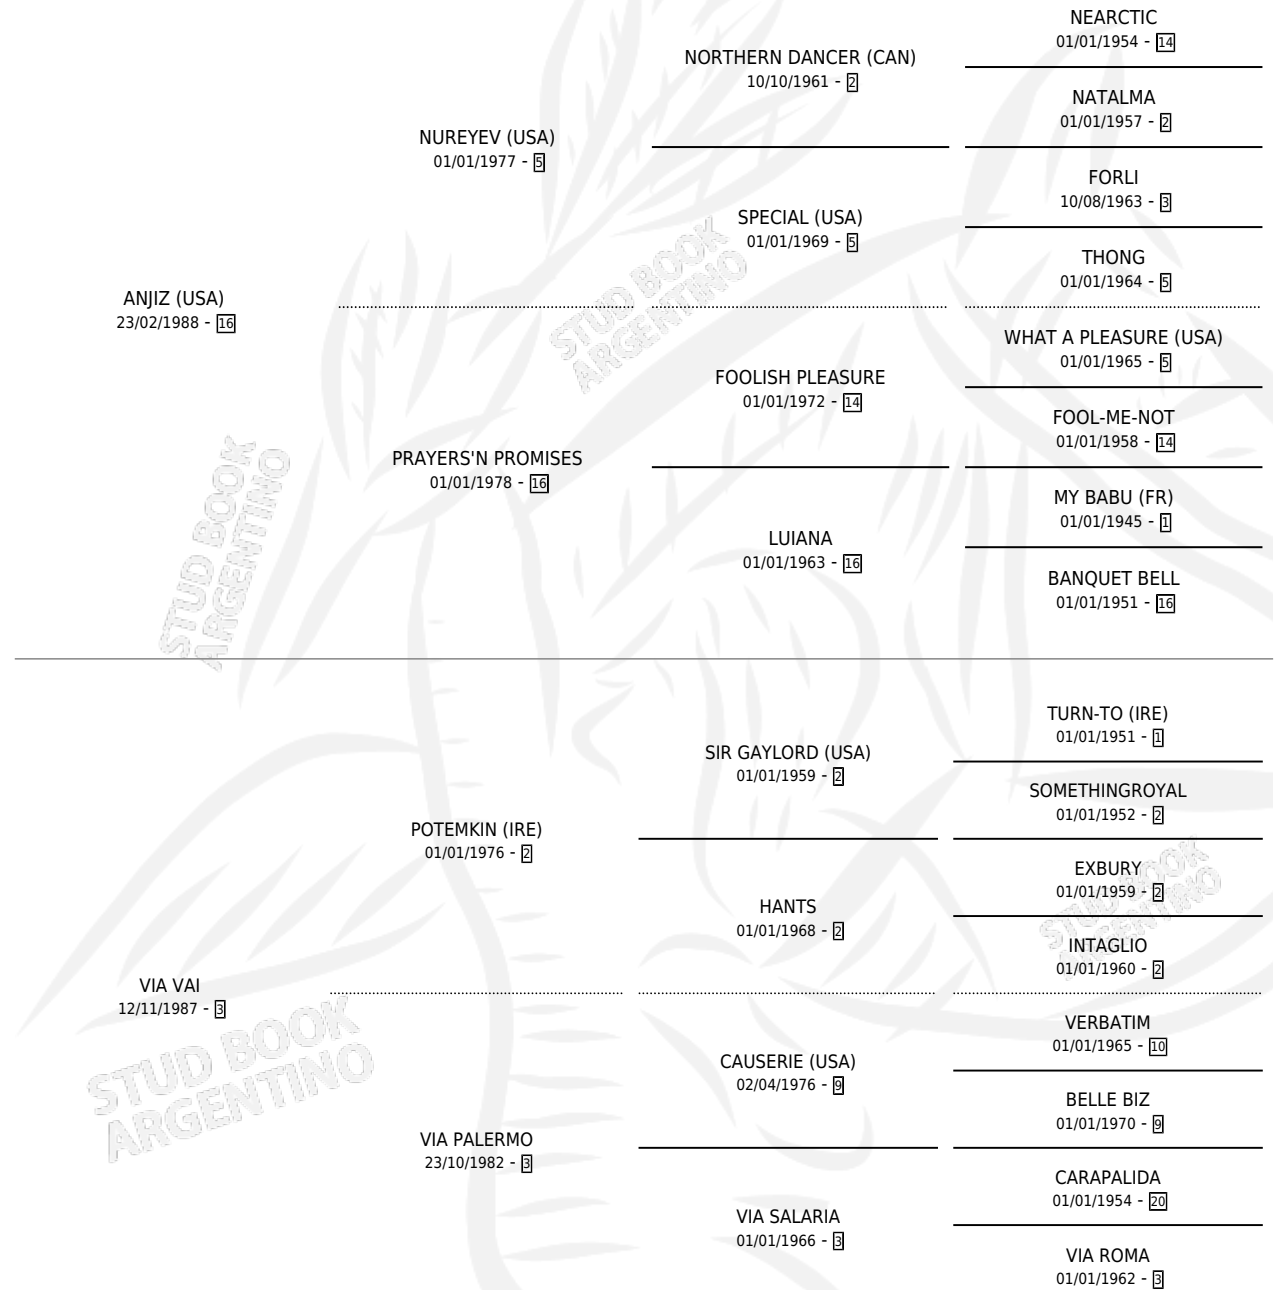 NEARCTIC
01/01/1954 - 14
NORTHERN DANCER (CAN)
10/10/1961 - 2
NATALMA
01/01/1957 - 2
NUREYEV (USA)
01/01/1977 - 5
FORLI
10/08/1963 - 3
SPECIAL (USA)
01/01/1969 - 5
THONG
01/01/1964 - 5
ANJIZ (USA)
23/02/1988 - 16
WHAT A PLEASURE (USA)
01/01/1965 - 5
FOOLISH PLEASURE
01/01/1972 - 14
FOOL-ME-NOT
01/01/1958 - 14
PRAYERS'N PROMISES
01/01/1978 - 16
MY BABU (FR)
01/01/1945 - 1
LUIANA
01/01/1963 - 16
BANQUET BELL
01/01/1951 - 16
TURN-TO (IRE)
01/01/1951 - 1
SIR GAYLORD (USA)
01/01/1959 - 2
SOMETHINGROYAL
01/01/1952 - 2
POTEMKIN (IRE)
01/01/1976 - 2
EXBURY
01/01/1959 - 2
HANTS
01/01/1968 - 2
INTAGLIO
01/01/1960 - 2
VIA VAI
12/11/1987 - 3
VERBATIM
01/01/1965 - 10
CAUSERIE (USA)
02/04/1976 - 9
BELLE BIZ
01/01/1970 - 9
VIA PALERMO
23/10/1982 - 3
CARAPALIDA
01/01/1954 - 20
VIA SALARIA
01/01/1966 - 3
VIA ROMA
01/01/1962 - 3
STUD BOOK
ARGENTINO
STUD BOOK
ARGENTINO
STUD BOOK
ARGENTINO
STUD BOOK
ARGENTINO